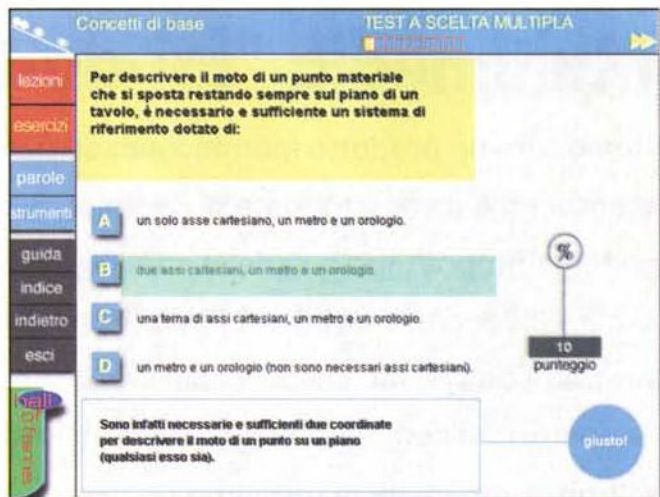 Concetti di base
TEST A SCELTA MULTIPLA
lezioni
esercizi
parole
strumenti
guida
indice
indietro
esci
Per descrivere il moto di un punto materiale
che si sposta restando sempre sul piano di un
tavolo, é necessario e sufficiente un sistema di
riferimento dotato di:
A un solo asse cartesiano, un metro e un orologio.
B due assi cartesiani, un metro e un orologio.
C una terna di assi cartesiani, un metro e un orologio.
D un metro e un orologio (non sono necessari assi cartesiani).
%
10
punteggio
Sono infatti necessarie e sufficienti due coordinate
per descrivere il moto di un punto su un piano
(qualsiasi esso sia).
giusto!